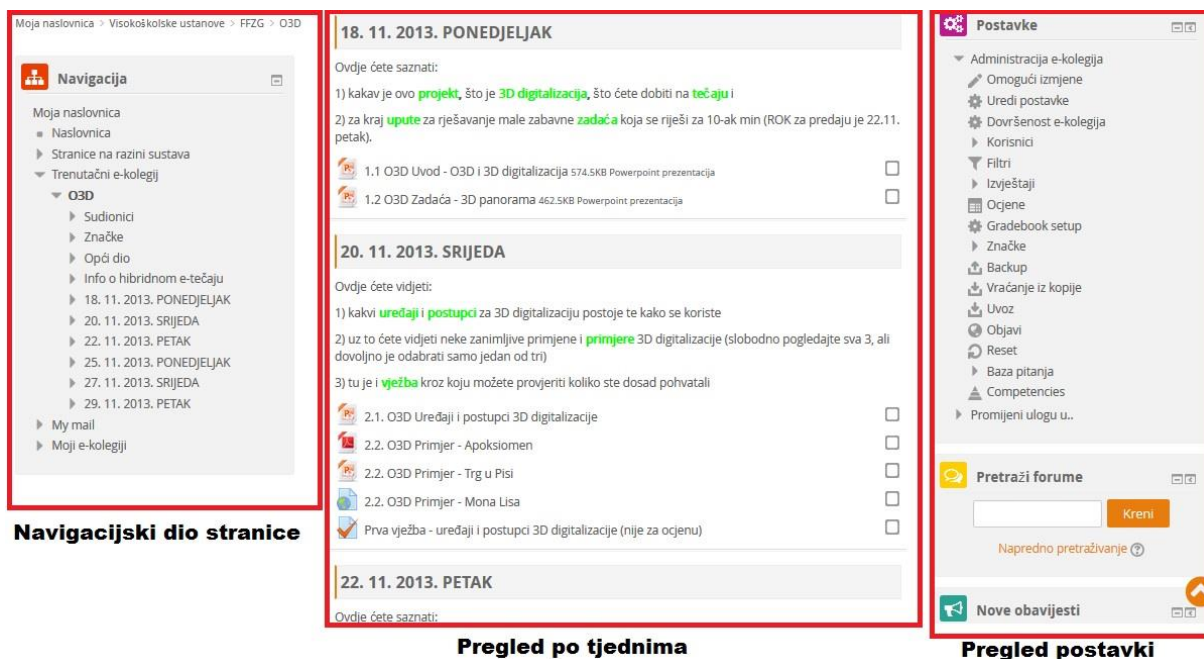 Moja naslovnica > Visokoškolske ustanove > FFZG > O3D
Navigacija
Moja naslovnica
Naslovnica
Stranice na razini sustava
Trenutačni e-kolegij
O3D
Sudionici
Značke
Opći dio
Info o hibridnom e-tečaju
18. 11. 2013. PONEDJELJAK
20. 11. 2013. SRIJEDA
22. 11. 2013. PETAK
25. 11. 2013. PONEDJELJAK
27. 11. 2013. SRIJEDA
29. 11. 2013. PETAK
My mail
Moji e-kolegiji
Navigacijski dio stranice
18. 11. 2013. PONEDJELJAK
Ovdje ćete saznati:
1) kakav je ovo projekt, što je 3D digitalizacija, što ćete dobiti na tečaju i
2) za kraj upute za rješavanje male zabavne zadaća koja se riješi za 10-ak min (ROK za predaju je 22.11.
petak).
1.1 O3D Uvod - O3D i 3D digitalizacija 574.5KB Powerpoint prezentacija
1.2 O3D Zadaća - 3D panorama 462.5KB Powerpoint prezentacija
20. 11. 2013. SRIJEDA
Ovdje ćete vidjeti:
1) kakvi uređaji i postupci za 3D digitalizaciju postoje te kako se koriste
2) uz to ćete vidjeti neke zanimljive primjene i primjere 3D digitalizacije (slobodno pogledajte sva 3, ali
dovoljno je odabrati samo jedan od tri)
3) tu je i vježba kroz koju možete provjeriti koliko ste dosad pohvatali
2.1. O3D Uređaji i postupci 3D digitalizacije
2.2. O3D Primjer - Apoksiomen
2.2. O3D Primjer - Trg u Pisi
2.2. O3D Primjer - Mona Lisa
Prva vježba - uređaji i postupci 3D digitalizacije (nije za ocjenu)
22. 11. 2013. PETAK
Ovdje ćete saznati:
Pregled po tjednima
Postavke
Administracija e-kolegija
Omogući izmjene
Uredi postavke
Dovršenost e-kolegija
Korisnici
Filtri
Izvještaji
Ocjene
Gradebook setup
Značke
Backup
Vraćanje iz kopije
Uvoz
Objavi
Reset
Baza pitanja
Competencies
Promijeni ulogu u..
Pretraži forume
Kreni
Napredno pretraživanje
Nove obavijesti
Pregled postavki